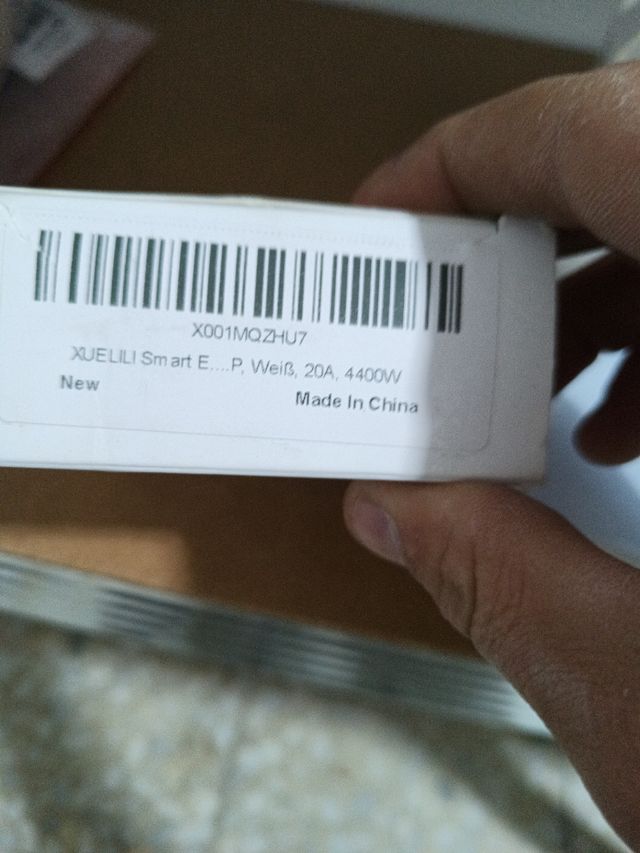 X001MQZHU7
XUELILI Smart E....P, Weiß, 20A, 4400W
New
Made In China